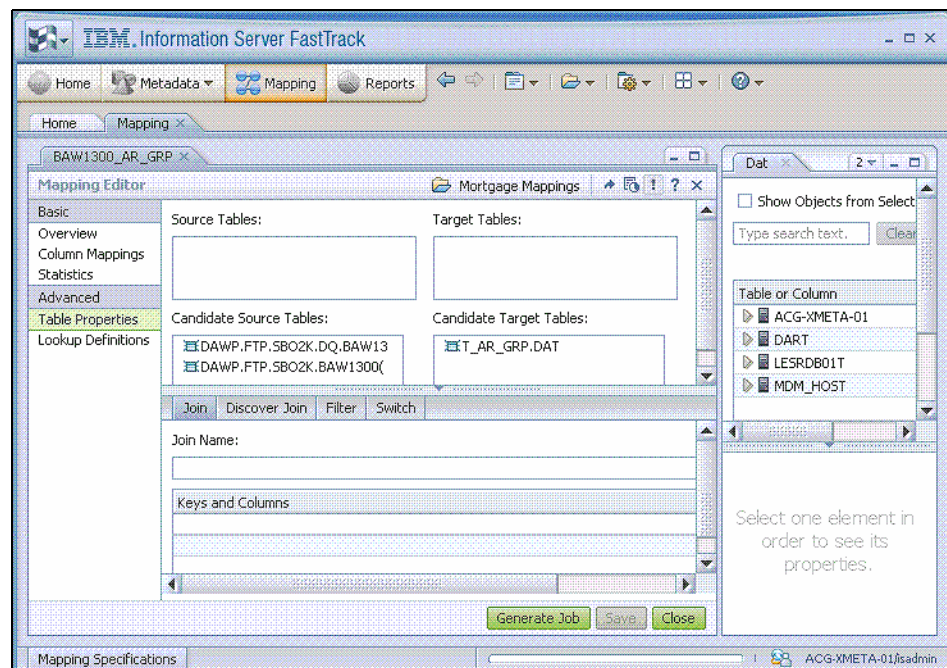 IBM. Information Server FastTrack
Home Metadata Mapping Reports
Home Mapping
BAW1300_AR_GRP
Mapping Editor
Mortgage Mappings
Basic
Overview
Column Mappings
Statistics
Advanced
Table Properties
Lookup Definitions
Source Tables:
Target Tables:
Candidate Source Tables:
DAWP.FTP.SBO2K.DQ.BAW13
DAWP.FTP.SBO2K.BAW1300(
Candidate Target Tables:
T_AR_GRP.DAT
Join Discover Join Filter Switch
Join Name:
Keys and Columns
Generate Job Save Close
Dat
2
Show Objects from Select
Type search text. Clear
Table or Column
ACG-XMETA-01
DART
LESRDB01T
MDM_HOST
Select one element in
order to see its
properties.
Mapping Specifications
ACG-XMETA-01/isadmin